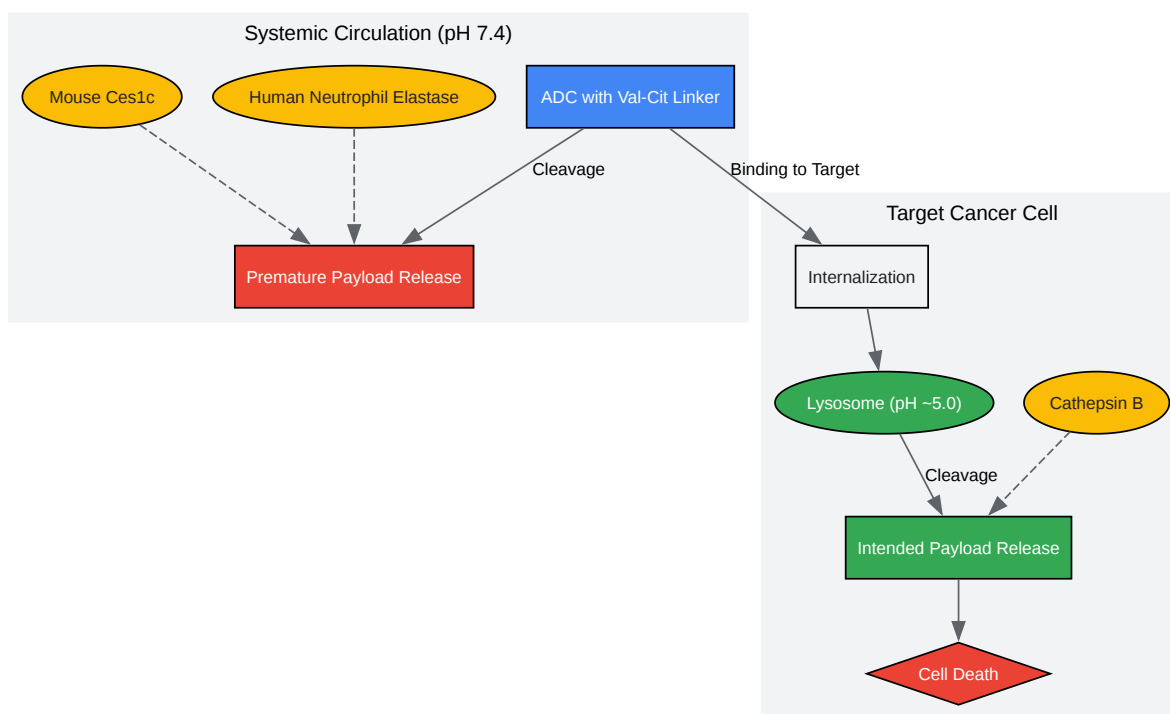 Systemic Circulation (pH 7.4)
Mouse Ces1c
Human Neutrophil Elastase
ADC with Val-Cit Linker
Cleavage
Binding to Target
Premature Payload Release
Target Cancer Cell
Internalization
Lysosome (pH ~5.0)
Cathepsin B
Cleavage
Intended Payload Release
Cell Death